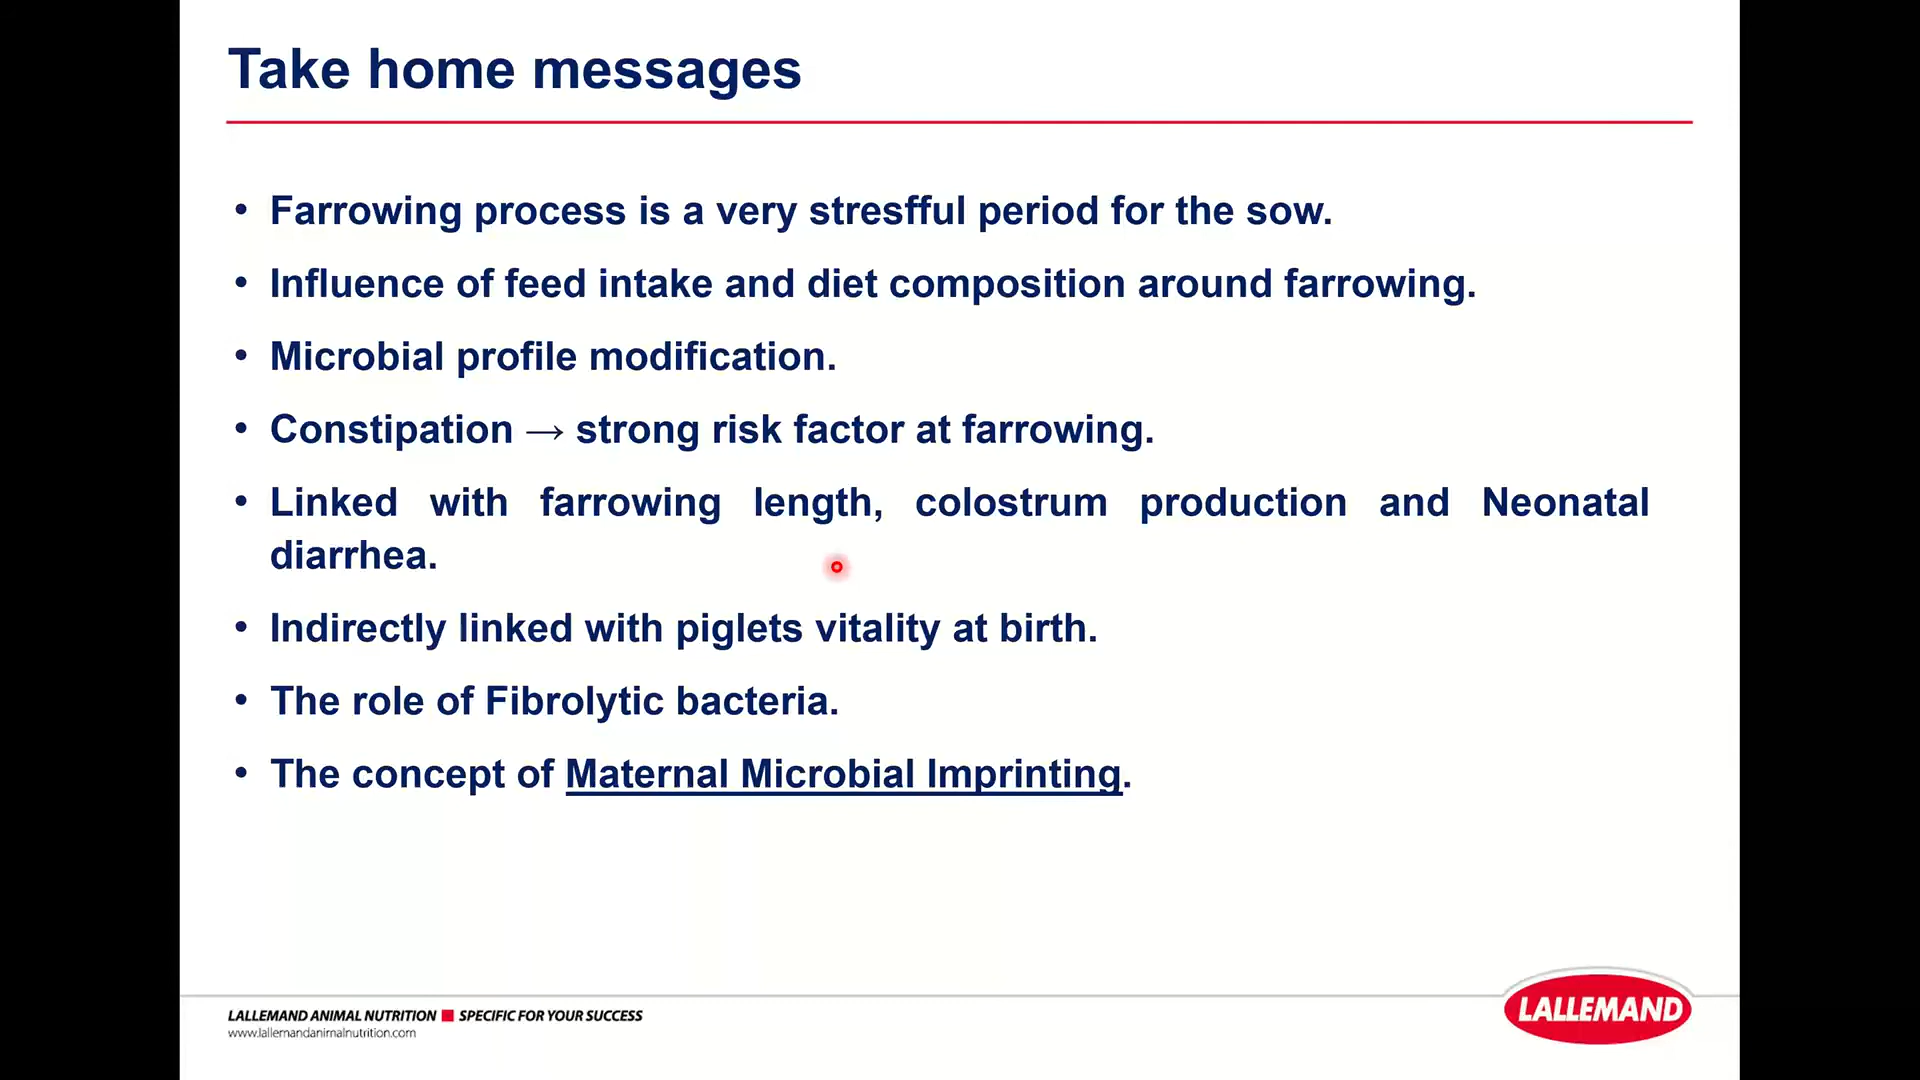 Take home messages
• Farrowing process is a very stresfful period for the sow.
• Influence of feed intake and diet composition around farrowing.
• Microbial profile modification.
• Constipation → strong risk factor at farrowing.
• Linked with farrowing length, colostrum production and Neonatal
diarrhea.
• Indirectly linked with piglets vitality at birth.
• The role of Fibrolytic bacteria.
• The concept of Maternal Microbial Imprinting.
LALLEMAND ANIMAL NUTRITION ■ SPECIFIC FOR YOUR SUCCESS
www.lallemandanimalnutrition.com
LALLEMAND